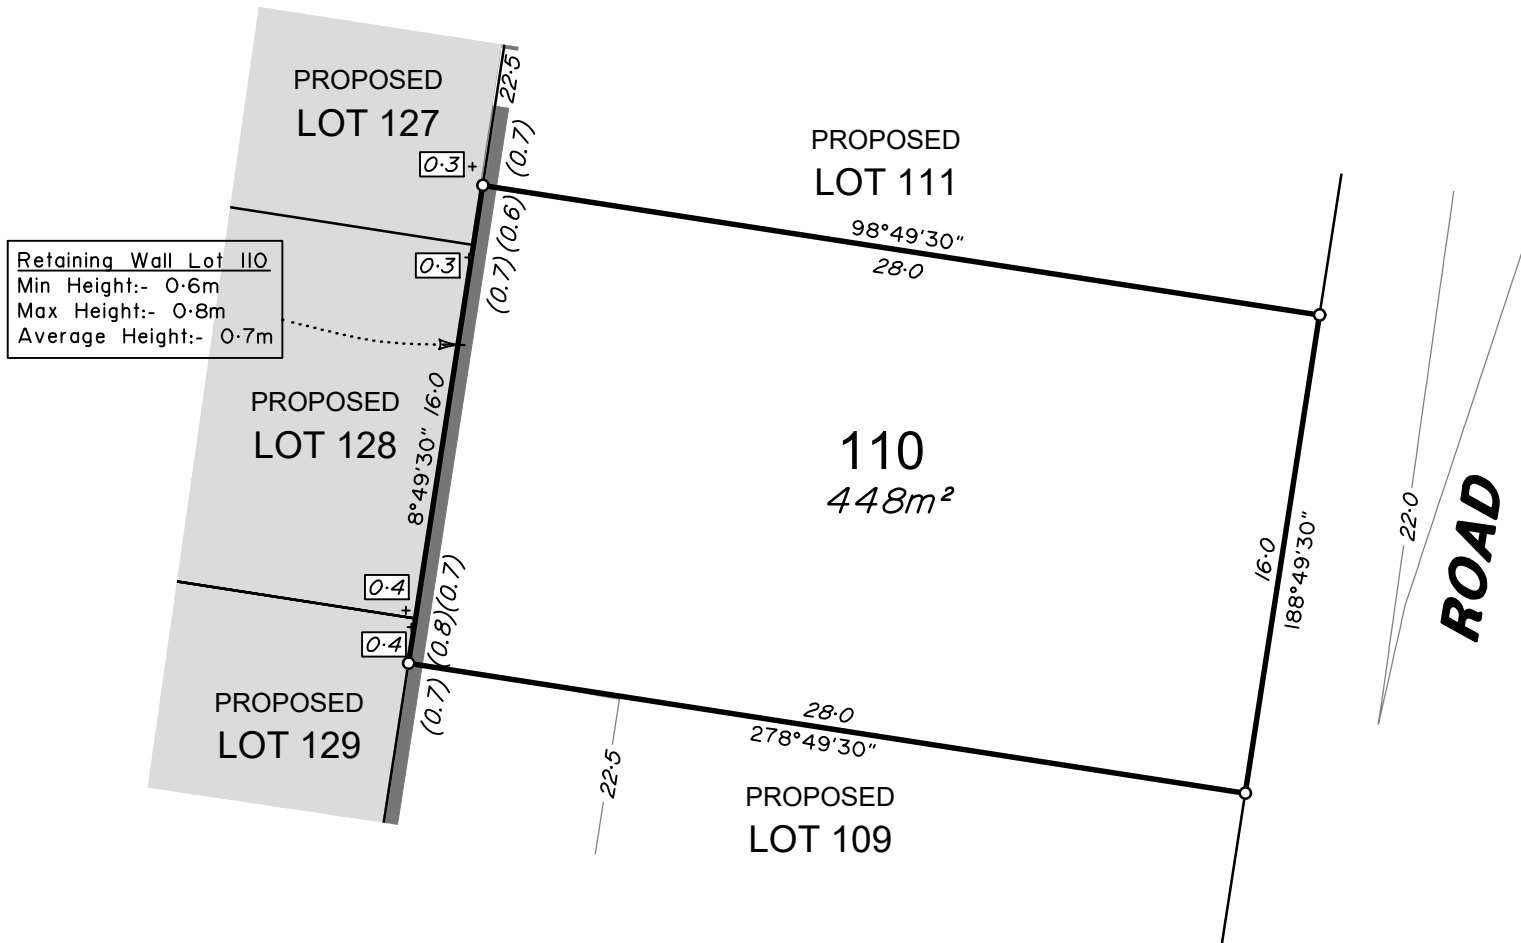 22·5
PROPOSED
LOT 127
(0.7)
0·3
PROPOSED
LOT 111
(0.6)
98°49'30"
28·0
Retaining Wall Lot 110
Min Height:- 0·6m
Max Height:- 0·8m
Average Height:- 0·7m
0·3
(0.7)
PROPOSED
LOT 128
8°49'30" 16·0
110
448m²
22·0
ROAD
16·0
188°49'30"
0·4
(0.7)
0·4
(0.8)
(0.7)
PROPOSED
LOT 129
28·0
278°49'30"
22·5
PROPOSED
LOT 109